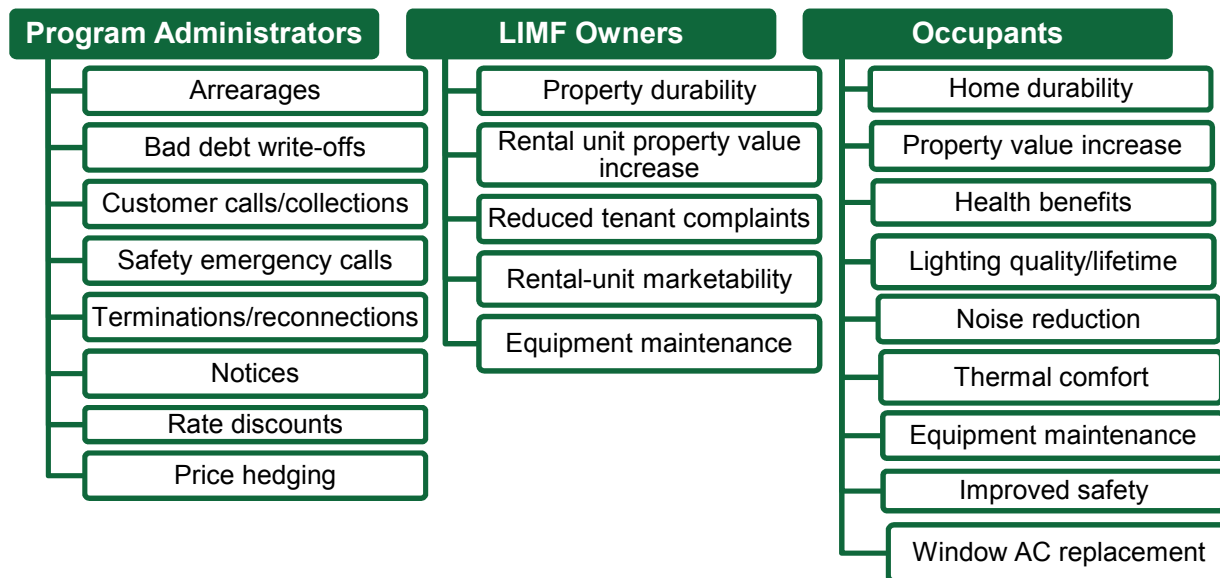 Program Administrators
Arrearages
Bad debt write-offs
Customer calls/collections
Safety emergency calls
Terminations/reconnections
Notices
Rate discounts
Price hedging
LIMF Owners
Property durability
Rental unit property value
increase
Reduced tenant complaints
Rental-unit marketability
Equipment maintenance
Occupants
Home durability
Property value increase
Health benefits
Lighting quality/lifetime
Noise reduction
Thermal comfort
Equipment maintenance
Improved safety
Window AC replacement